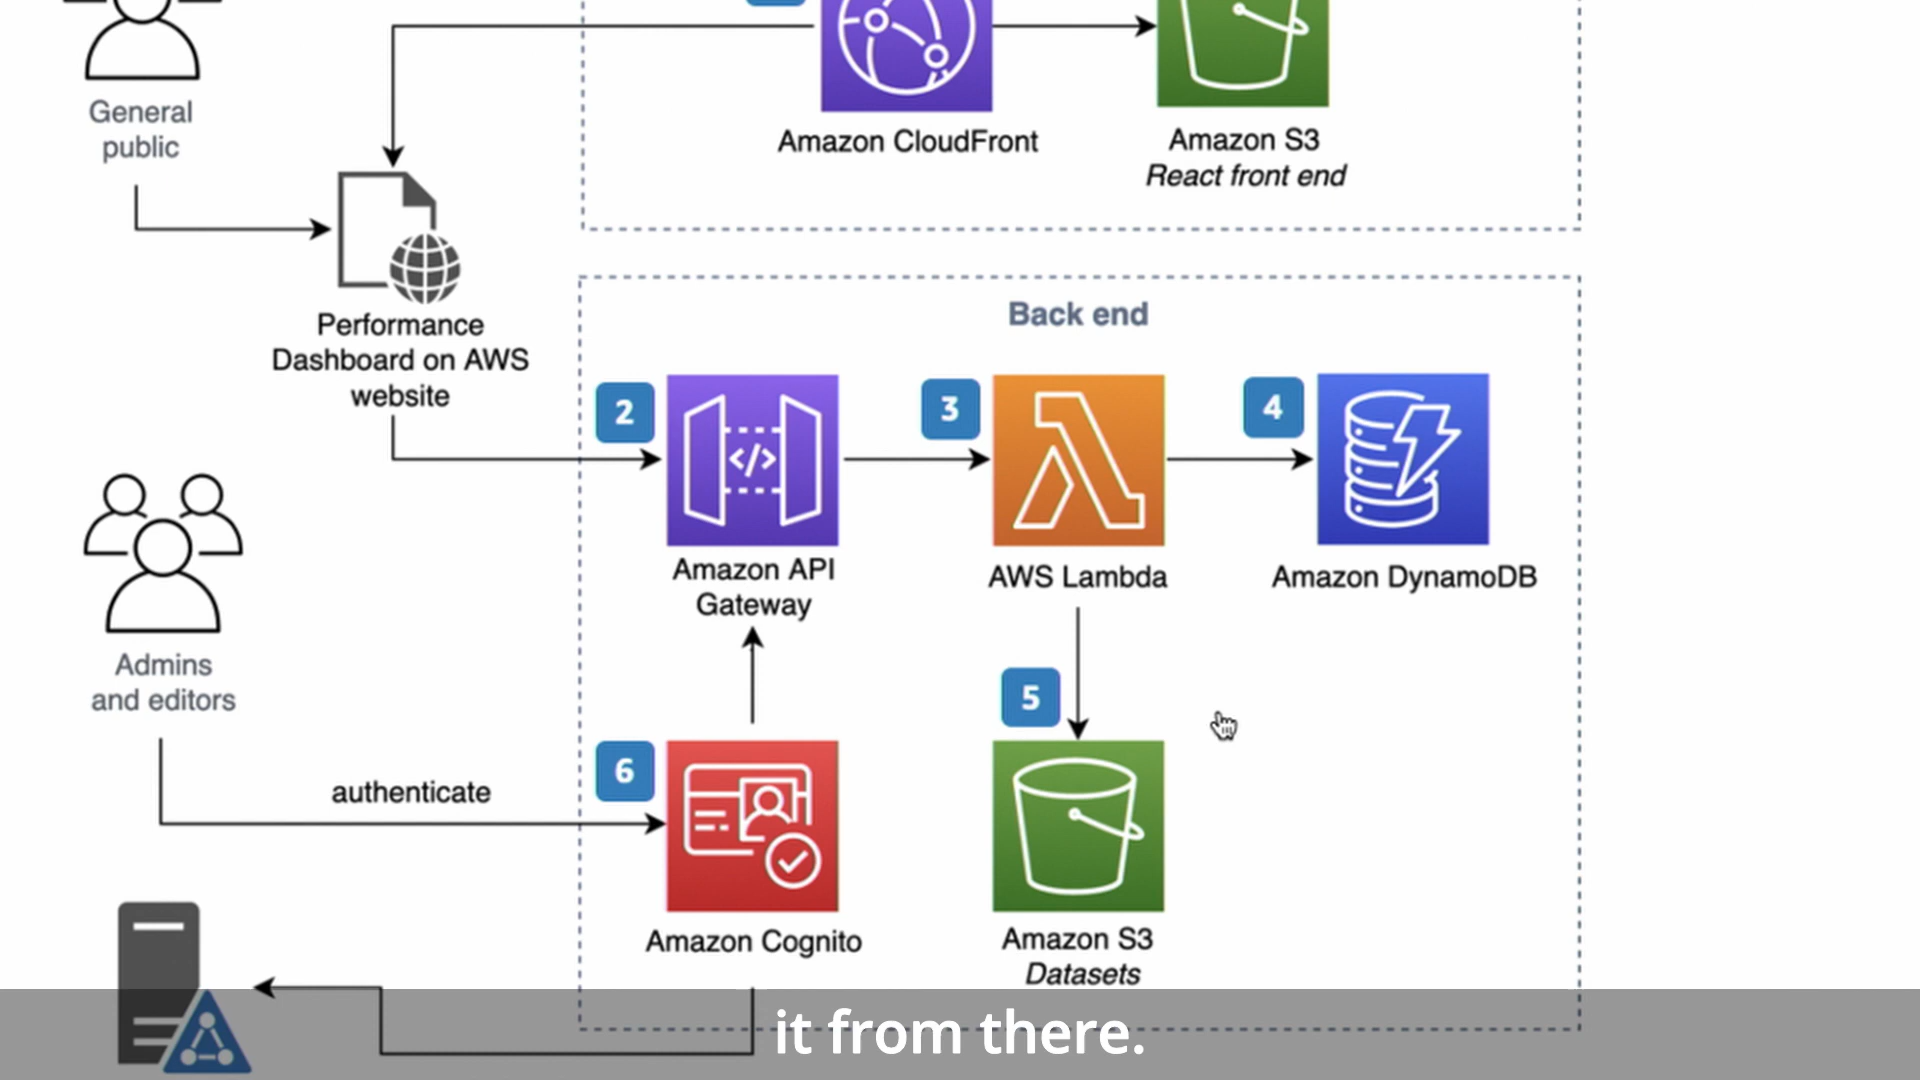 General
public
Amazon CloudFront
Amazon S3
React front end
Performance
Dashboard on AWS
website
Back end
2
3
4
</>
Amazon API
Gateway
AWS Lambda
Amazon DynamoDB
Admins
and editors
5
6
authenticate
Amazon Cognito
Amazon S3
Datasets
it from there.